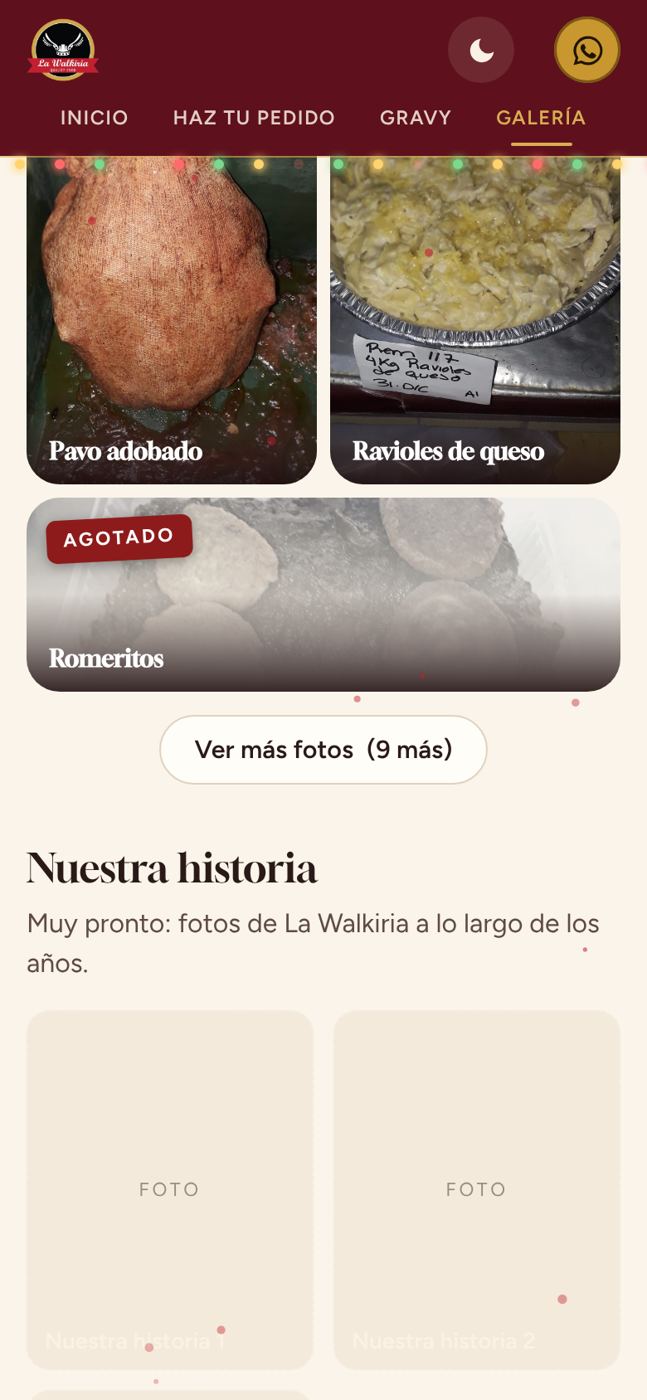 La Walkiria
INICIO
HAZ TU PEDIDO
GRAVY
GALERÍA
Pavo adobado
Rem 117
4Kg Ravioles
de queso
31. DIC
A1
Ravioles de queso
AGOTADO
Romeritos
Ver más fotos (9 más)
Nuestra historia
Muy pronto: fotos de La Walkiria a lo largo de los
años.
FOTO
FOTO
Nuestra historia 1
Nuestra historia 2